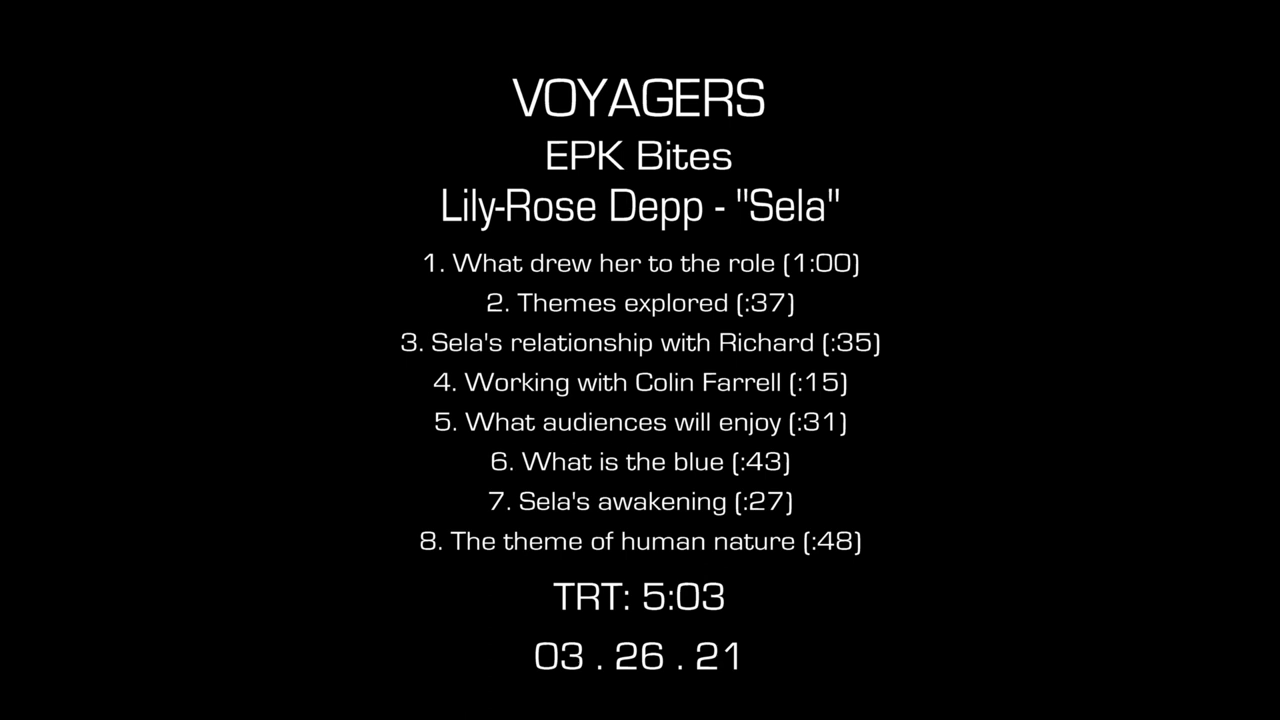 VOYAGERS
EPK Bites
Lily-Rose Depp - "Sela"
1. What drew her to the role (1:00)
2. Themes explored (:37)
3. Sela's relationship with Richard (:35)
4. Working with Colin Farrell (:15)
5. What audiences will enjoy (:31)
6. What is the blue (:43)
7. Sela's awakening (:27)
8. The theme of human nature (:48)
TRT: 5:03
03 . 26 . 21